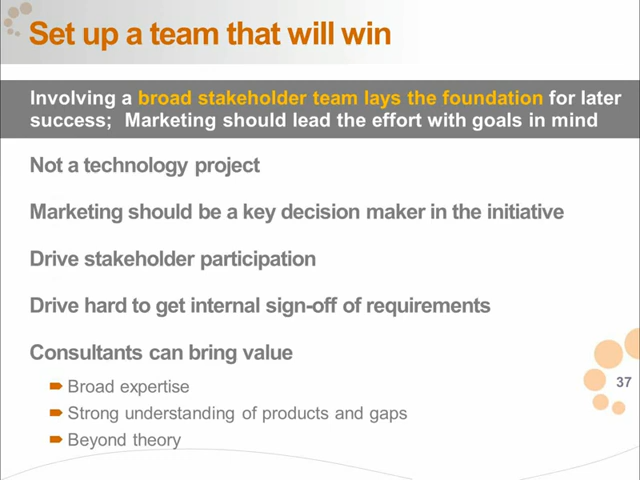 Set up a team that will win
Involving a broad stakeholder team lays the foundation for later
success;  Marketing should lead the effort with goals in mind
Not a technology project
Marketing should be a key decision maker in the initiative
Drive stakeholder participation
Drive hard to get internal sign-off of requirements
Consultants can bring value
37
Broad expertise
Strong understanding of products and gaps
Beyond theory